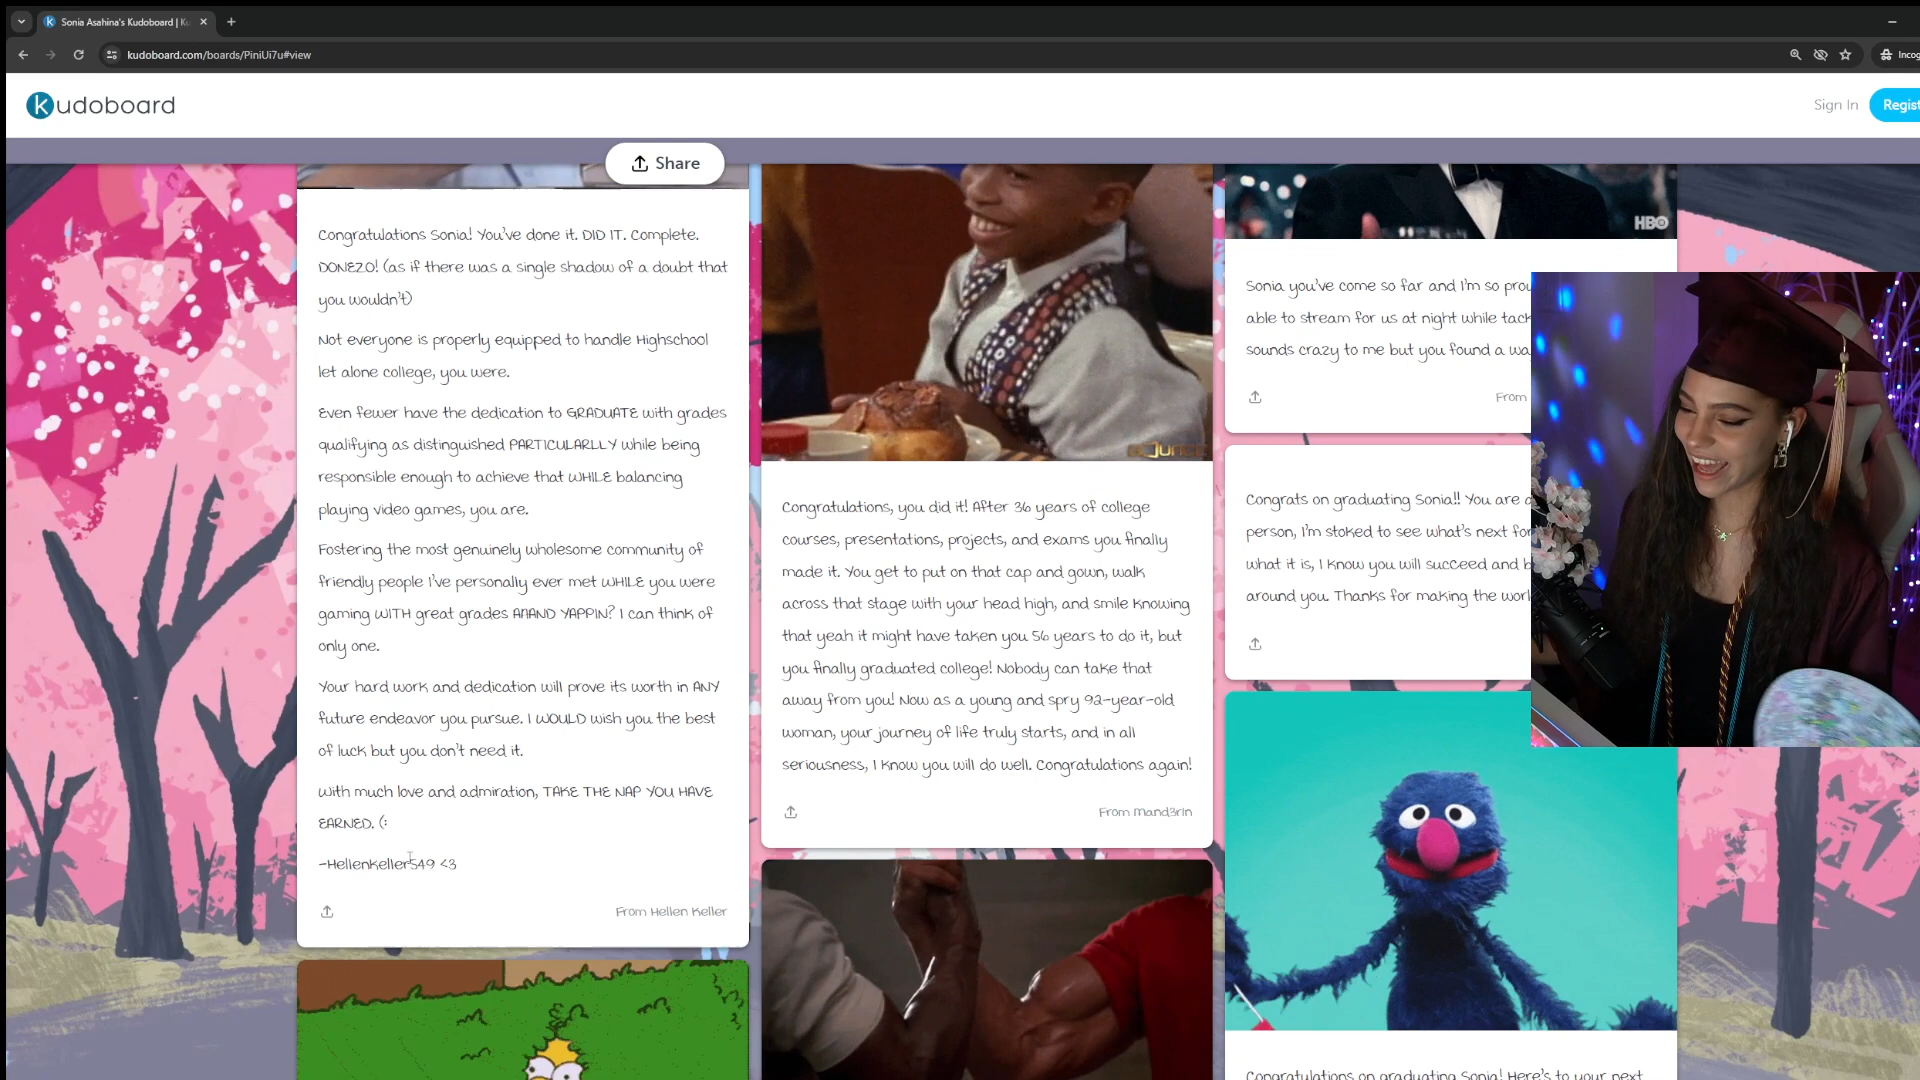 Sonia Asahina's Kudoboard | Ku
kudoboard.com/boards/PiniUi7u#view
Incog
kudoboard
Sign In
Regist
Share
Congratulations Sonia! You've done it. DID IT. Complete.
DONEZO! (as if there was a single shadow of a doubt that
you wouldn't)
Not everyone is properly equipped to handle Highschool
let alone college, you were.
Even fewer have the dedication to GRADUATE with grades
qualifying as distinguished PARTICULARLLY while being
responsible enough to achieve that WHILE balancing
playing video games, you are.
Fostering the most genuinely wholesome community of
friendly people I've personally ever met WHILE you were
gaming WITH great grades AAAND YAPPIN? I can think of
only one.
Your hard work and dedication will prove its worth in ANY
future endeavor you pursue. I WOULD wish you the best
of luck but you don't need it.
With much love and admiration, TAKE THE NAP YOU HAVE
EARNED. (:
-Hellenkeller549 <3
From Hellen Keller
Congratulations, you did it! After 36 years of college
courses, presentations, projects, and exams you finally
made it. You get to put on that cap and gown, walk
across that stage with your head high, and smile knowing
that yeah it might have taken you 56 years to do it, but
you finally graduated college! Nobody can take that
away from you! Now as a young and spry 92-year-old
woman, your journey of life truly starts, and in all
seriousness, I know you will do well. Congratulations again!
From Mand3rin
HBO
Sonia you've come so far and I'm so prou
able to stream for us at night while tack
sounds crazy to me but you found a wa
From
Congrats on graduating Sonia!! You are a
person, I'm stoked to see what's next for
what it is, I know you will succeed and b
around you. Thanks for making the worl
Congratulations on graduating Sonia! Here's to your next